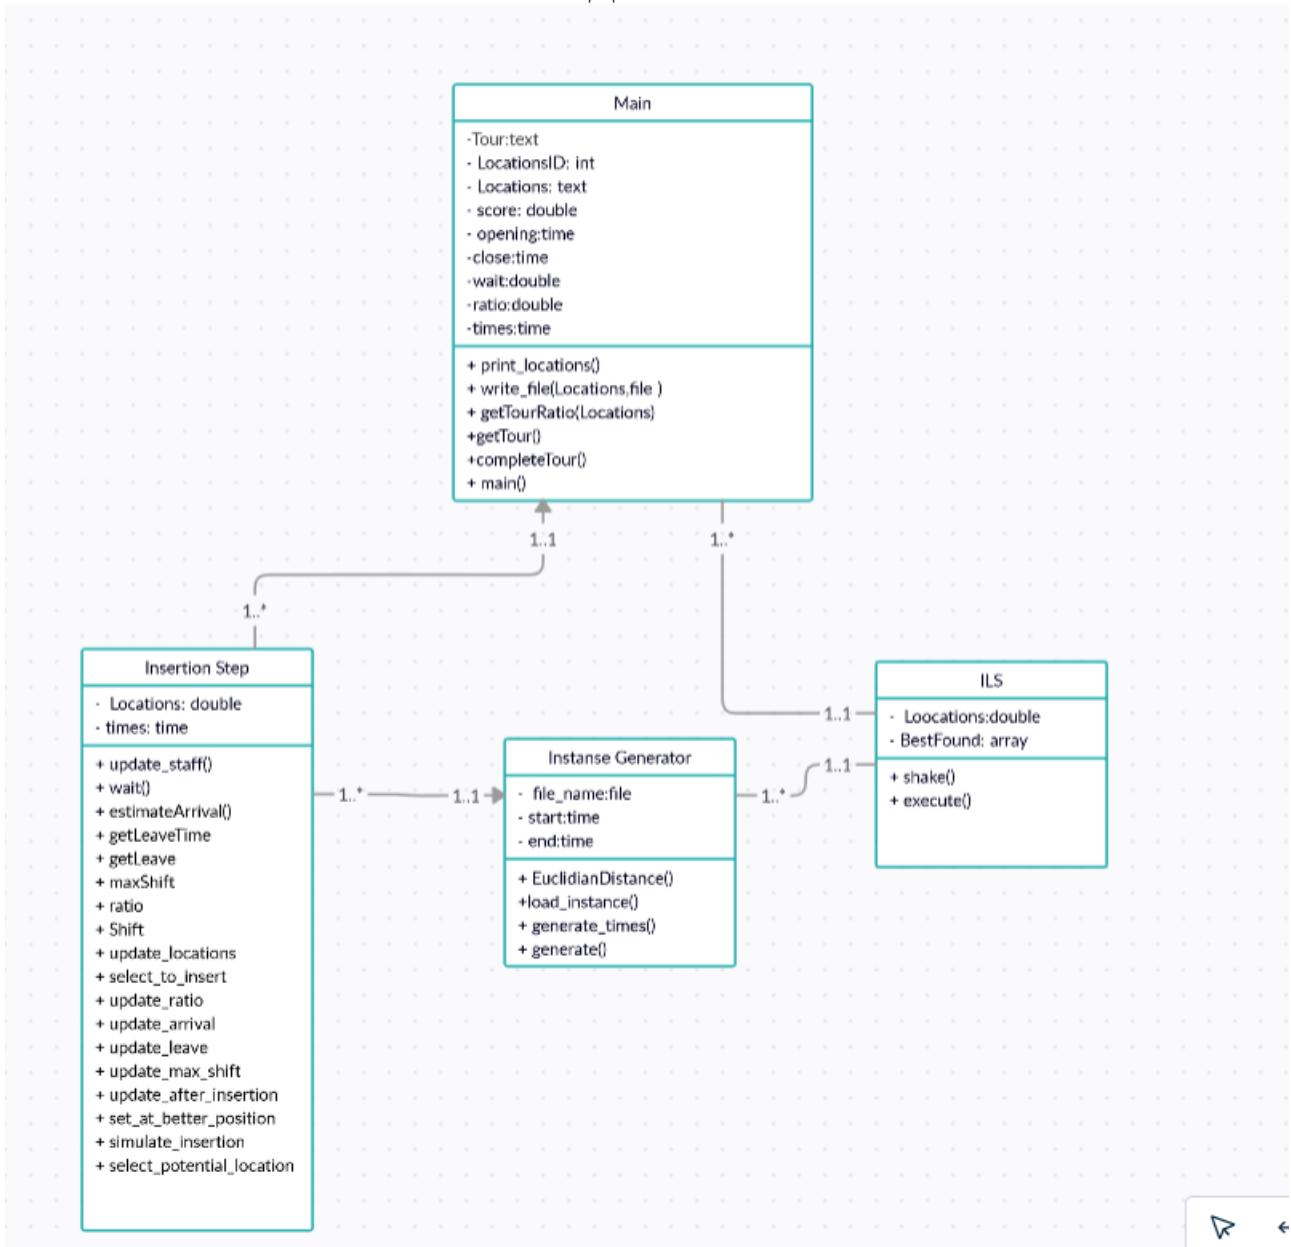 Main
-Tour:text
- LocationsID: int
- Locations: text
- score: double
- opening:time
-close:time
-wait:double
-ratio:double
-times:time
+ print_locations()
+ write_file(Locations,file )
+ getTourRatio(Locations)
+getTour()
+completeTour()
+ main()
1..1
1..*
1..*
Insertion Step
- Locations: double
- times: time
+ update_staff()
+ wait()
+ estimateArrival()
+ getLeaveTime
+ getLeave
+ maxShift
+ ratio
+ Shift
+ update_locations
+ select_to_insert
+ update_ratio
+ update_arrival
+ update_leave
+ update_max_shift
+ update_after_insertion
+ set_at_better_position
+ simulate_insertion
+ select_potential_location
1..*
1..1
Instanse Generator
- file_name:file
- start:time
- end:time
+ EuclidianDistance()
+load_instance()
+ generate_times()
+ generate()
1..*
1..1
1..1
ILS
- Loocations:double
- BestFound: array
+ shake()
+ execute()